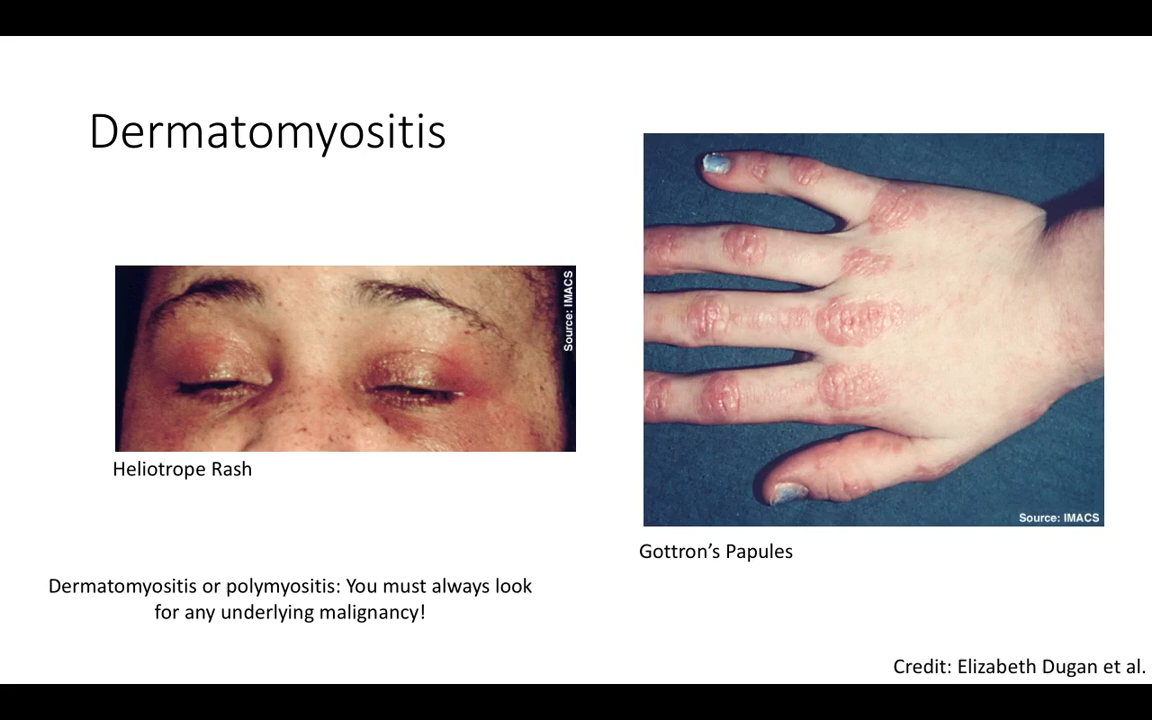 Dermatomyositis
Source: IMACS
Heliotrope Rash
Source: IMACS
Gottron’s Papules
Dermatomyositis or polymyositis: You must always look
for any underlying malignancy!
Credit: Elizabeth Dugan et al.